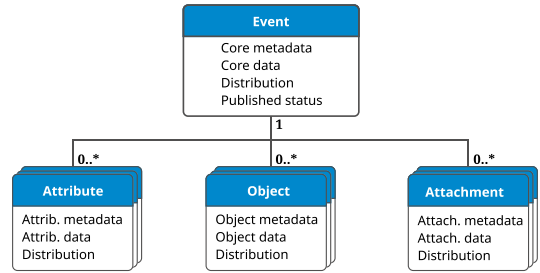 Event
Core metadata
Core data
Distribution
Published status
1
0..*
0..*
0..*
Attribute
Attrib. metadata
Attrib. data
Distribution
Object
Object metadata
Object data
Distribution
Attachment
Attach. metadata
Attach. data
Distribution